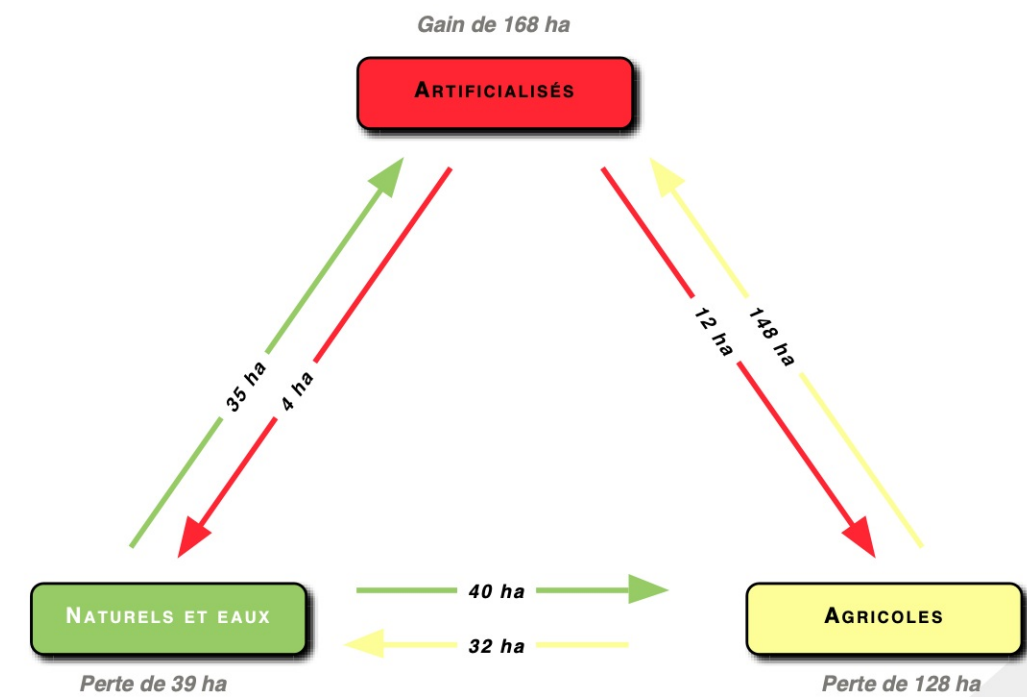 Gain de 168 ha
ARTIFICIALISÉS
35 ha
4 ha
12 ha
148 ha
40 ha
32 ha
NATURELS ET EAUX
AGRICOLES
Perte de 39 ha
Perte de 128 ha